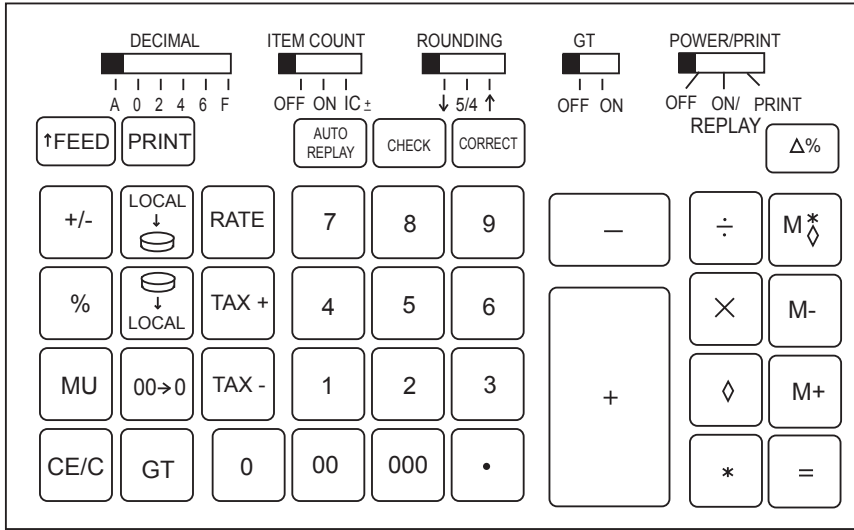 DECIMAL ITEM COUNT ROUNDING GT POWER/PRINT
A 0 2 4 6 F OFF ON IC ± ↓ 5/4 ↑ OFF ON OFF ON/ PRINT
REPLAY
↑FEED PRINT AUTO REPLAY CHECK CORRECT Δ%
+/- LOCAL ↓ RATE 7 8 9 – ÷ M*◊
% ↓ LOCAL TAX + 4 5 6 × M-
MU 00→0 TAX - 1 2 3 + ◊ M+
CE/C GT 0 00 000 • * =